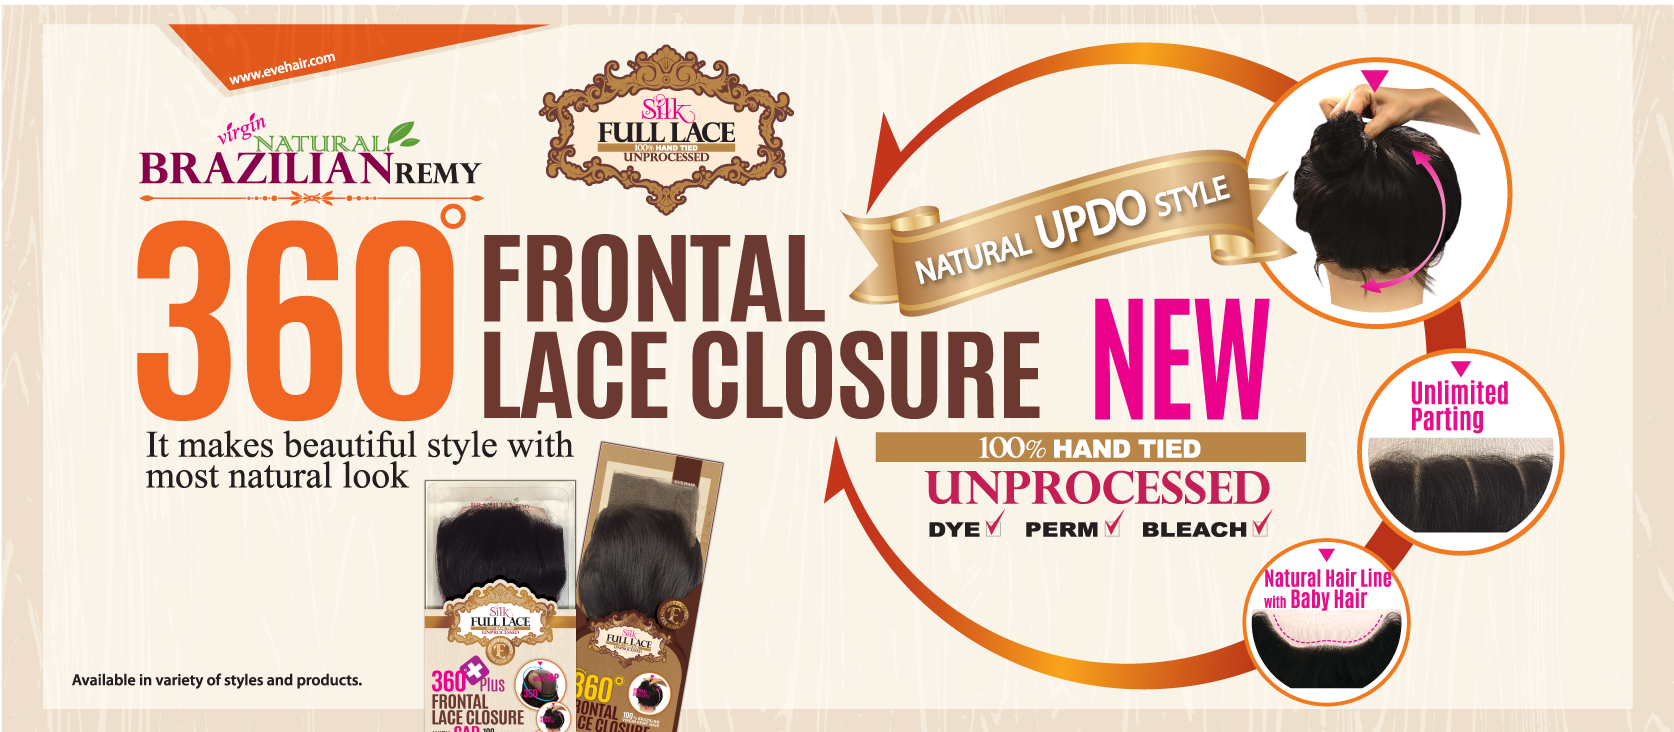 www.evehair.com
virgin
NATURAL
BRAZILIAN REMY
Silk
FULL LACE
100% HAND TIED
UNPROCESSED
360°
FRONTAL
LACE CLOSURE
It makes beautiful style with
most natural look
NATURAL UPDO STYLE
NEW
100% HAND TIED
UNPROCESSED
DYE PERM BLEACH
Unlimited
Parting
Natural Hair Line
with Baby Hair
Silk
FULL LACE
UNPROCESSED
360 Plus
FRONTAL
LACE CLOSURE
CAP
EVE HAIR
Silk
FULL LACE
360°
Available in variety of styles and products.